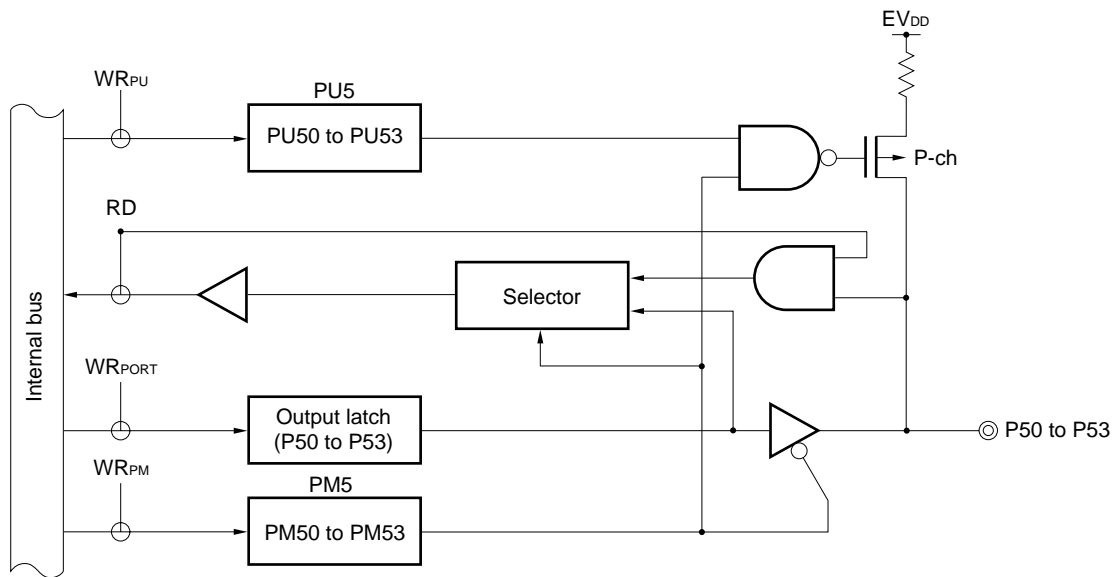 EVDD
WRPU
PU5
PU50 to PU53
P-ch
RD
Selector
Internal bus
WRPORT
Output latch
(P50 to P53)
P50 to P53
WRPM
PM5
PM50 to PM53